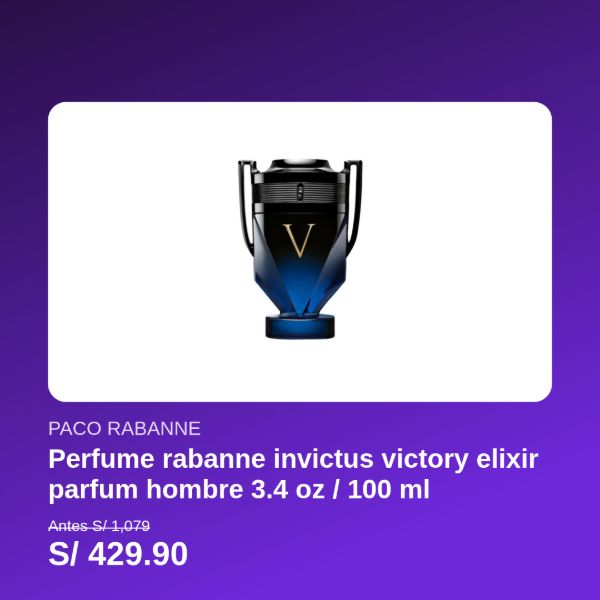 V
PACO RABANNE
Perfume rabanne invictus victory elixir
parfum hombre 3.4 oz / 100 ml
Antes S/ 1,079
S/ 429.90